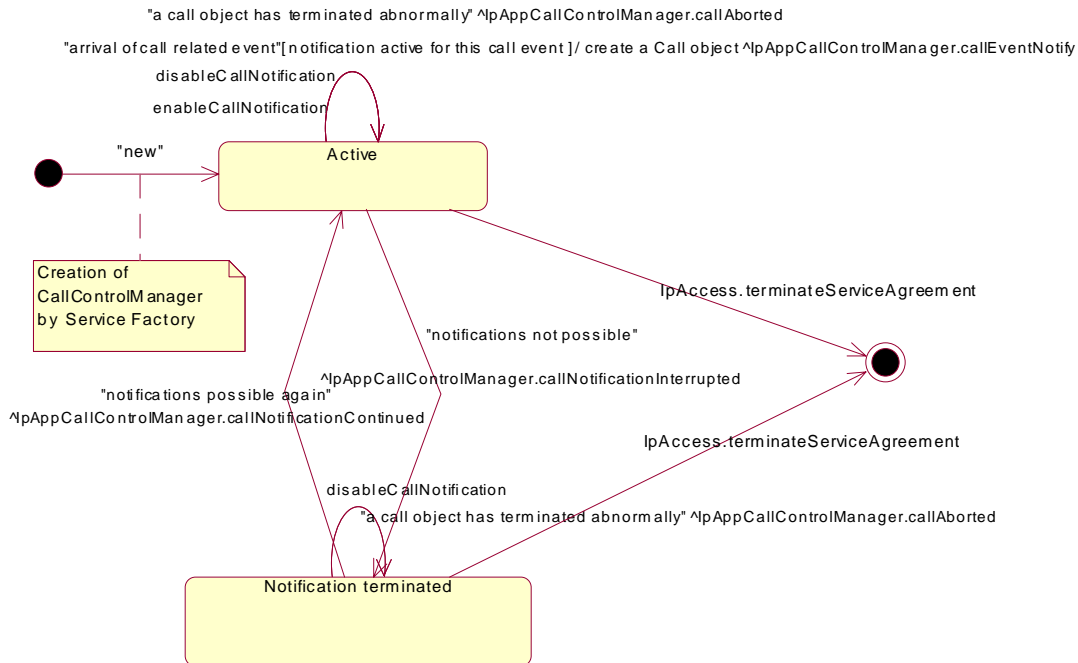 "a call object has terminated abnormally" ^IpAppCallControlManager.callAborted
"arrival of call related event"[ notification active for this call event ] / create a Call object ^IpAppCallControlManager.callEventNotify
disableCallNotification
enableCallNotification
"new"
Active
Creation of
CallControlManager
by Service Factory
IpAccess.terminateServiceAgreement
"notifications not possible"
^IpAppCallControlManager.callNotificationInterrupted
"notifications possible again"
^IpAppCallControlManager.callNotificationContinued
IpAccess.terminateServiceAgreement
disableCallNotification
"a call object has terminated abnormally" ^IpAppCallControlManager.callAborted
Notification terminated